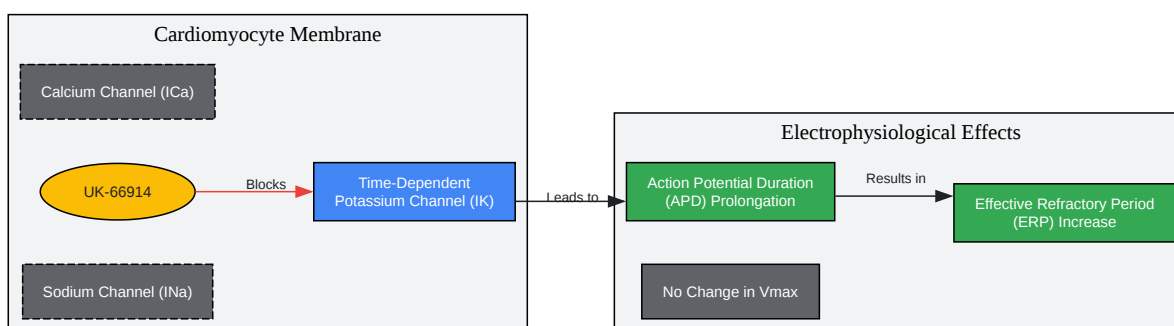 Cardiomyocyte Membrane
Calcium Channel (ICa)
UK-66914
Blocks
Time-Dependent
Potassium Channel (IK)
Sodium Channel (INa)
Leads to
Electrophysiological Effects
Action Potential Duration
(APD) Prolongation
Results in
Effective Refractory Period
(ERP) Increase
No Change in Vmax